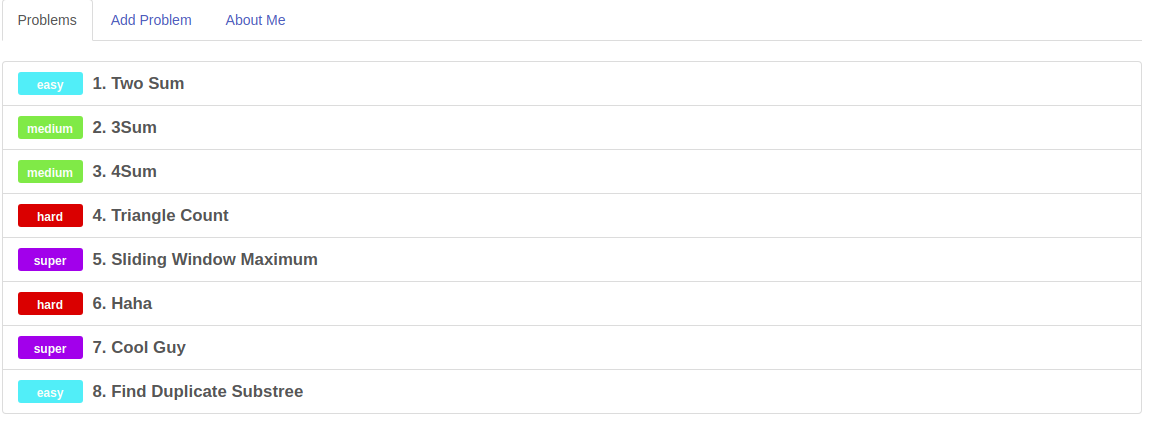 Problems Add Problem About Me
easy 1. Two Sum
medium 2. 3Sum
medium 3. 4Sum
hard 4. Triangle Count
super 5. Sliding Window Maximum
hard 6. Haha
super 7. Cool Guy
easy 8. Find Duplicate Substree